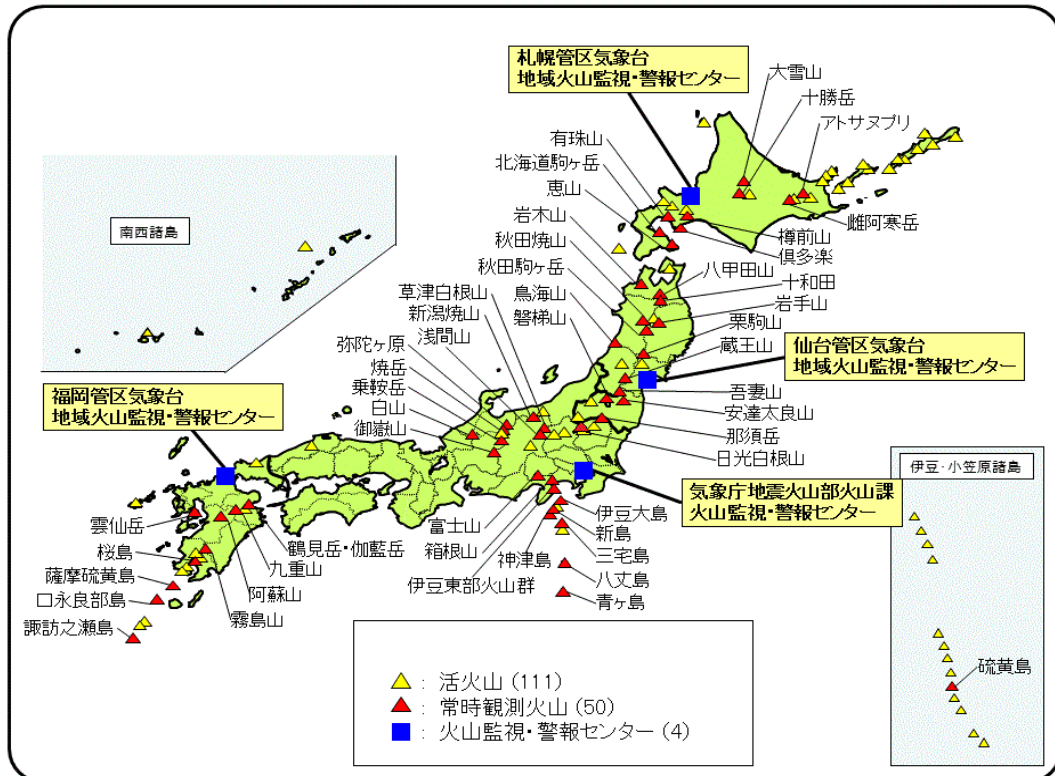 札幌管区気象台
地域火山監視・警報センター
大雪山
十勝岳
アトサヌプリ
有珠山
北海道駒ヶ岳
恵山
岩木山
秋田焼山
秋田駒ヶ岳
鳥海山
磐梯山
雌阿寒岳
樽前山
倶多楽
八甲田山
十和田
岩手山
栗駒山
蔵王山
南西諸島
草津白根山
新潟焼山
浅間山
弥陀ヶ原
焼岳
乗鞍岳
白山
御嶽山
仙台管区気象台
地域火山監視・警報センター
吾妻山
安達太良山
那須岳
日光白根山
福岡管区気象台
地域火山監視・警報センター
気象庁地震火山部火山課
火山監視・警報センター
伊豆・小笠原諸島
雲仙岳
桜島
薩摩硫黄島
口永良部島
諏訪之瀬島
鶴見岳・伽藍岳
九重山
阿蘇山
霧島山
富士山
箱根山
伊豆東部火山群
伊豆大島
新島
神津島
三宅島
八丈島
青ヶ島
硫黄島
: 活火山 (111)
: 常時観測火山 (50)
: 火山監視・警報センター (4)